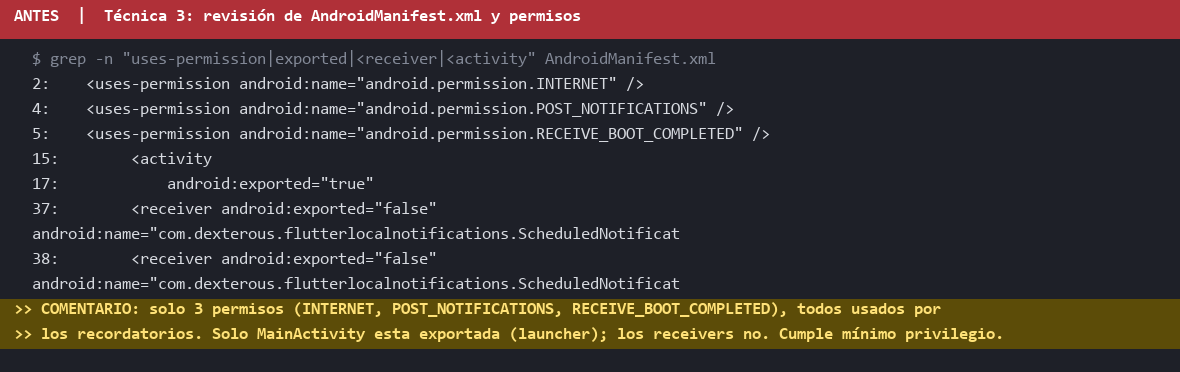 ANTES | Técnica 3: revisión de AndroidManifest.xml y permisos
$ grep -n "uses-permission|exported|<receiver|<activity" AndroidManifest.xml
2:    <uses-permission android:name="android.permission.INTERNET" />
4:    <uses-permission android:name="android.permission.POST_NOTIFICATIONS" />
5:    <uses-permission android:name="android.permission.RECEIVE_BOOT_COMPLETED" />
15:        <activity
17:            android:exported="true"
37:        <receiver android:exported="false"
android:name="com.dexterous.flutterlocalnotifications.ScheduledNotificat
38:        <receiver android:exported="false"
android:name="com.dexterous.flutterlocalnotifications.ScheduledNotificat
>> COMENTARIO: solo 3 permisos (INTERNET, POST_NOTIFICATIONS, RECEIVE_BOOT_COMPLETED), todos usados por
>> los recordatorios. Solo MainActivity esta exportada (launcher); los receivers no. Cumple mínimo privilegio.